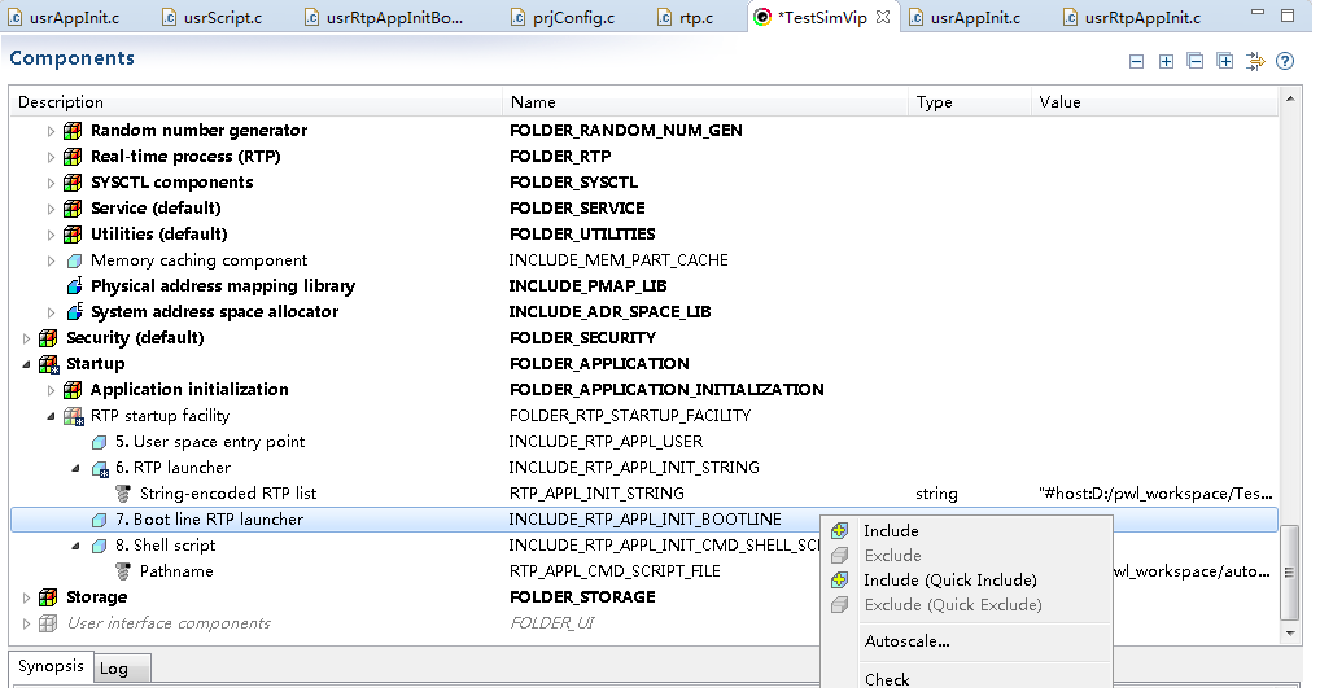 usrAppInit.c usrScript.c usrRtpAppInitBo... prjConfig.c rtp.c *TestSimVip usrAppInit.c usrRtpAppInit.c
Components
Description Name Type Value
Random number generator FOLDER_RANDOM_NUM_GEN
Real-time process (RTP) FOLDER_RTP
SYSCTL components FOLDER_SYSCTL
Service (default) FOLDER_SERVICE
Utilities (default) FOLDER_UTILITIES
Memory caching component INCLUDE_MEM_PART_CACHE
Physical address mapping library INCLUDE_PMAP_LIB
System address space allocator INCLUDE_ADR_SPACE_LIB
Security (default) FOLDER_SECURITY
Startup FOLDER_APPLICATION
Application initialization FOLDER_APPLICATION_INITIALIZATION
RTP startup facility FOLDER_RTP_STARTUP_FACILITY
5. User space entry point INCLUDE_RTP_APPL_USER
6. RTP launcher INCLUDE_RTP_APPL_INIT_STRING
String-encoded RTP list RTP_APPL_INIT_STRING string "#host:D:/pwl_workspace/Tes...
7. Boot line RTP launcher INCLUDE_RTP_APPL_INIT_BOOTLINE
Include
8. Shell script INCLUDE_RTP_APPL_INIT_CMD_SHELL_SC
Exclude
Pathname RTP_APPL_CMD_SCRIPT_FILE wl_workspace/auto...
Include (Quick Include)
Storage FOLDER_STORAGE
Exclude (Quick Exclude)
User interface components FOLDER_UI
Autoscale...
Synopsis Log
Check